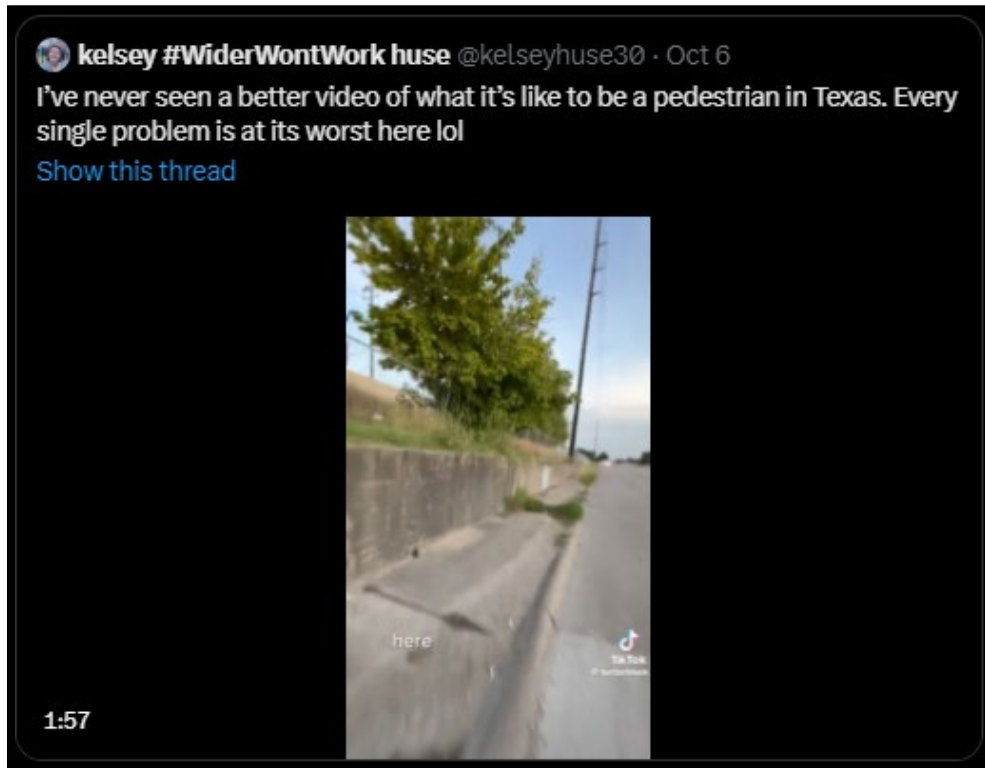 kelsey #WiderWontWork huse @kelseyhuse30 · Oct 6
I’ve never seen a better video of what it’s like to be a pedestrian in Texas. Every
single problem is at its worst here lol
Show this thread
here
TikTok
1:57